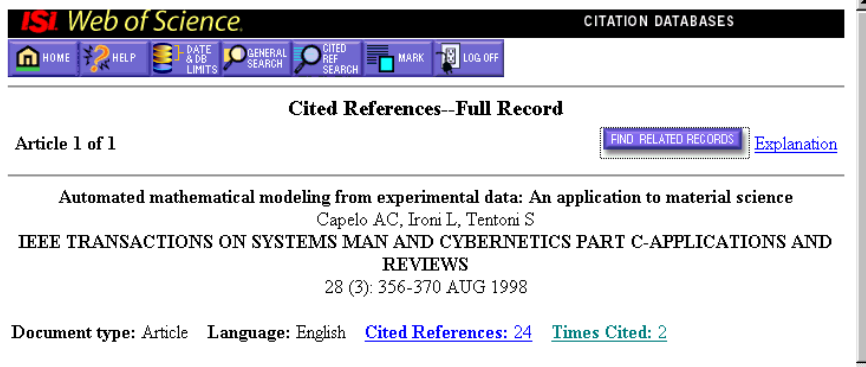 ISI Web of Science.
CITATION DATABASES
HOME
HELP
DATE & DB LIMITS
GENERAL SEARCH
CITED REF SEARCH
MARK
LOG OFF
Cited References--Full Record
Article 1 of 1
FIND RELATED RECORDS Explanation
Automated mathematical modeling from experimental data: An application to material science
Capelo AC, Ironi L, Tentoni S
IEEE TRANSACTIONS ON SYSTEMS MAN AND CYBERNETICS PART C-APPLICATIONS AND
REVIEWS
28 (3): 356-370 AUG 1998
Document type: Article Language: English Cited References: 24 Times Cited: 2